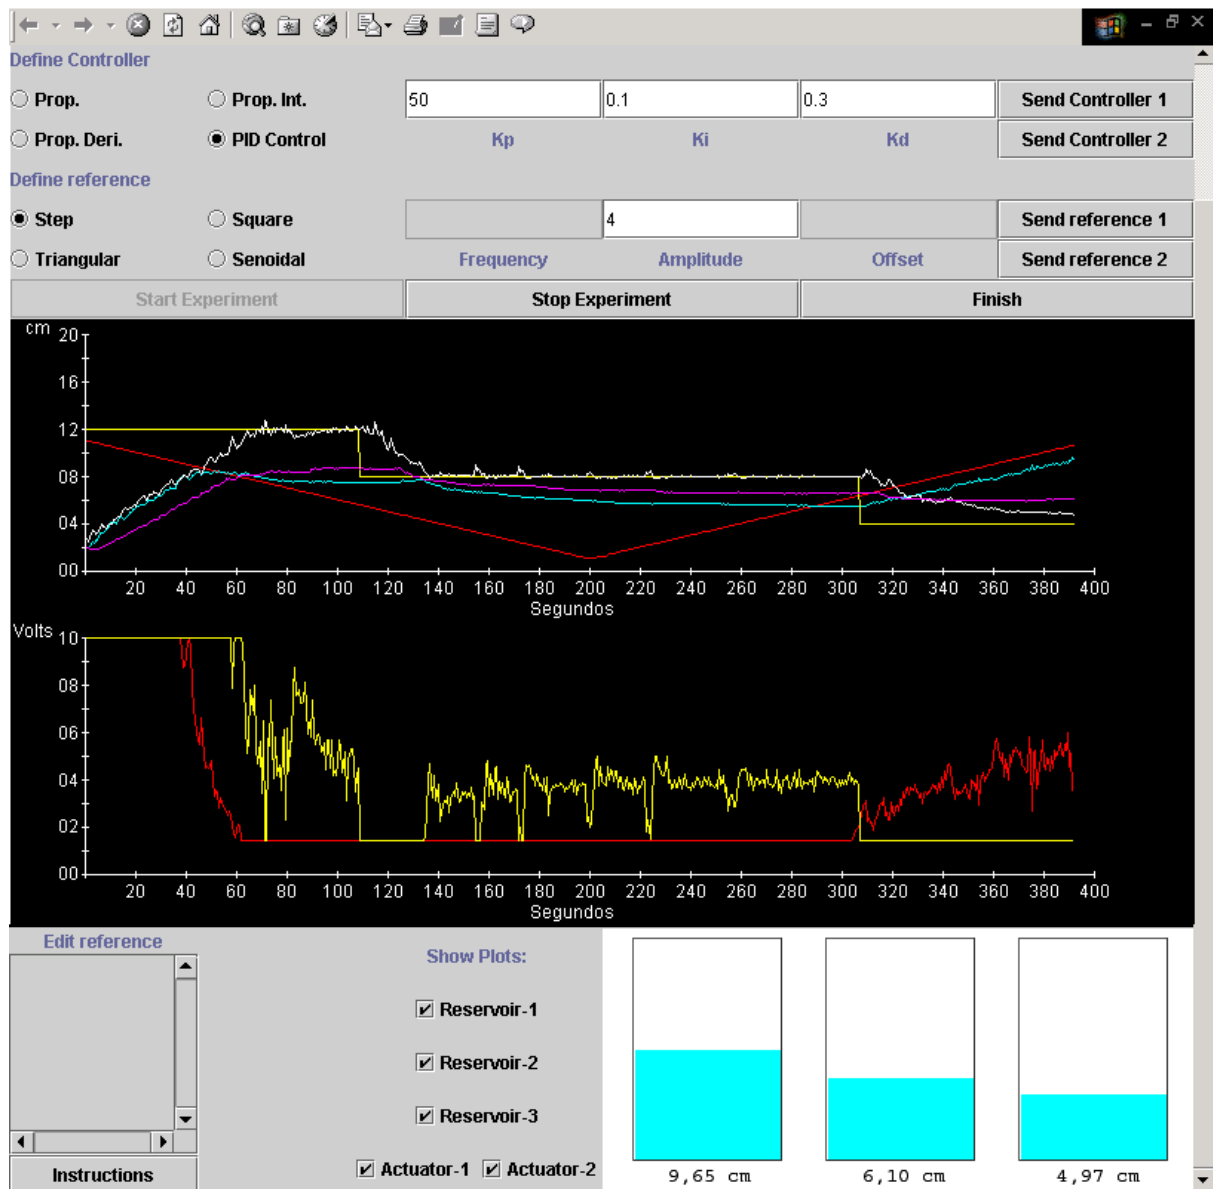 Define Controller
Prop. Prop. Int. 50 0.1 0.3 Send Controller 1
Prop. Deri. PID Control Kp Ki Kd Send Controller 2
Define reference
Step Square 4 Send reference 1
Triangular Senoidal Frequency Amplitude Offset Send reference 2
Start Experiment Stop Experiment Finish
cm
20
16
12
08
04
00
20 40 60 80 100 120 140 160 180 200 220 240 260 280 300 320 340 360 380 400
Segundos
Volts
10
08
06
04
02
00
20 40 60 80 100 120 140 160 180 200 220 240 260 280 300 320 340 360 380 400
Segundos
Edit reference
Show Plots:
Reservoir-1
Reservoir-2
Reservoir-3
Actuator-1 Actuator-2
Instructions
9,65 cm 6,10 cm 4,97 cm